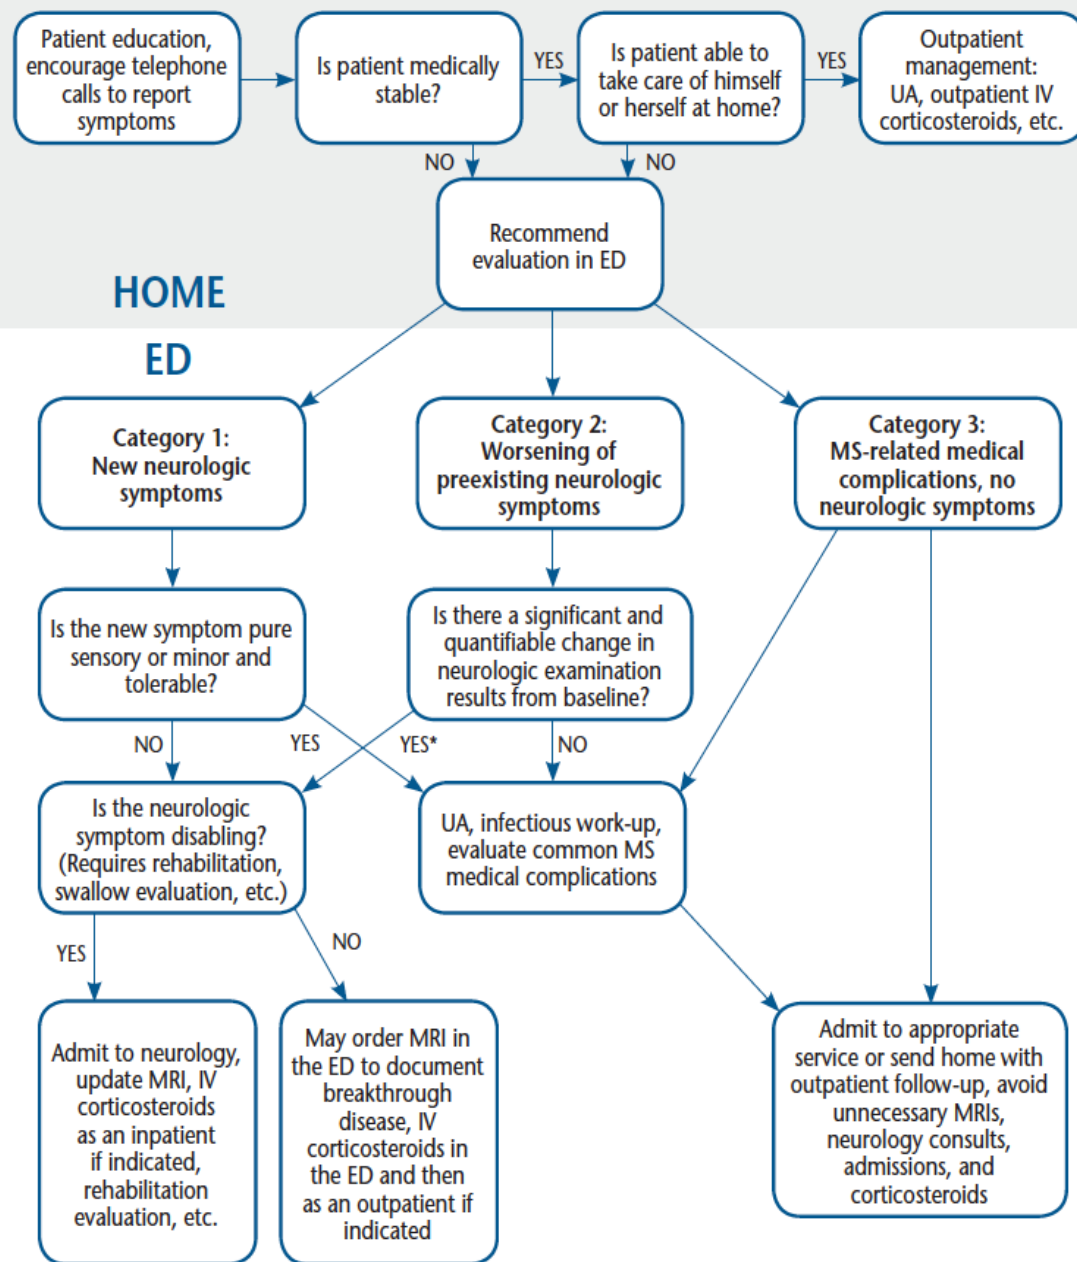 Patient education,
encourage telephone
calls to report
symptoms
Is patient medically
stable?
YES
Is patient able to
take care of himself
or herself at home?
YES
Outpatient
management:
UA, outpatient IV
corticosteroids, etc.
NO
NO
Recommend
evaluation in ED
HOME
ED
Category 1:
New neurologic
symptoms
Category 2:
Worsening of
preexisting neurologic
symptoms
Category 3:
MS-related medical
complications, no
neurologic symptoms
Is the new symptom pure
sensory or minor and
tolerable?
Is there a significant and
quantifiable change in
neurologic examination
results from baseline?
NO
YES
YES*
NO
Is the neurologic
symptom disabling?
(Requires rehabilitation,
swallow evaluation, etc.)
UA, infectious work-up,
evaluate common MS
medical complications
YES
NO
Admit to neurology,
update MRI, IV
corticosteroids
as an inpatient
if indicated,
rehabilitation
evaluation, etc.
May order MRI in
the ED to document
breakthrough
disease, IV
corticosteroids in
the ED and then
as an outpatient if
indicated
Admit to appropriate
service or send home with
outpatient follow-up, avoid
unnecessary MRIs,
neurology consults,
admissions, and
corticosteroids